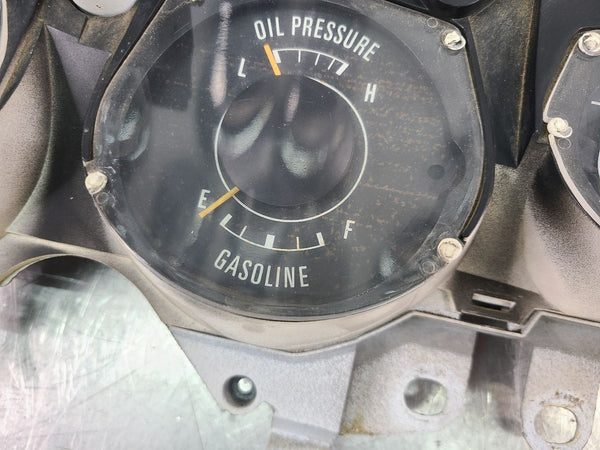 OIL PRESSURE
L H
E F
GASOLINE